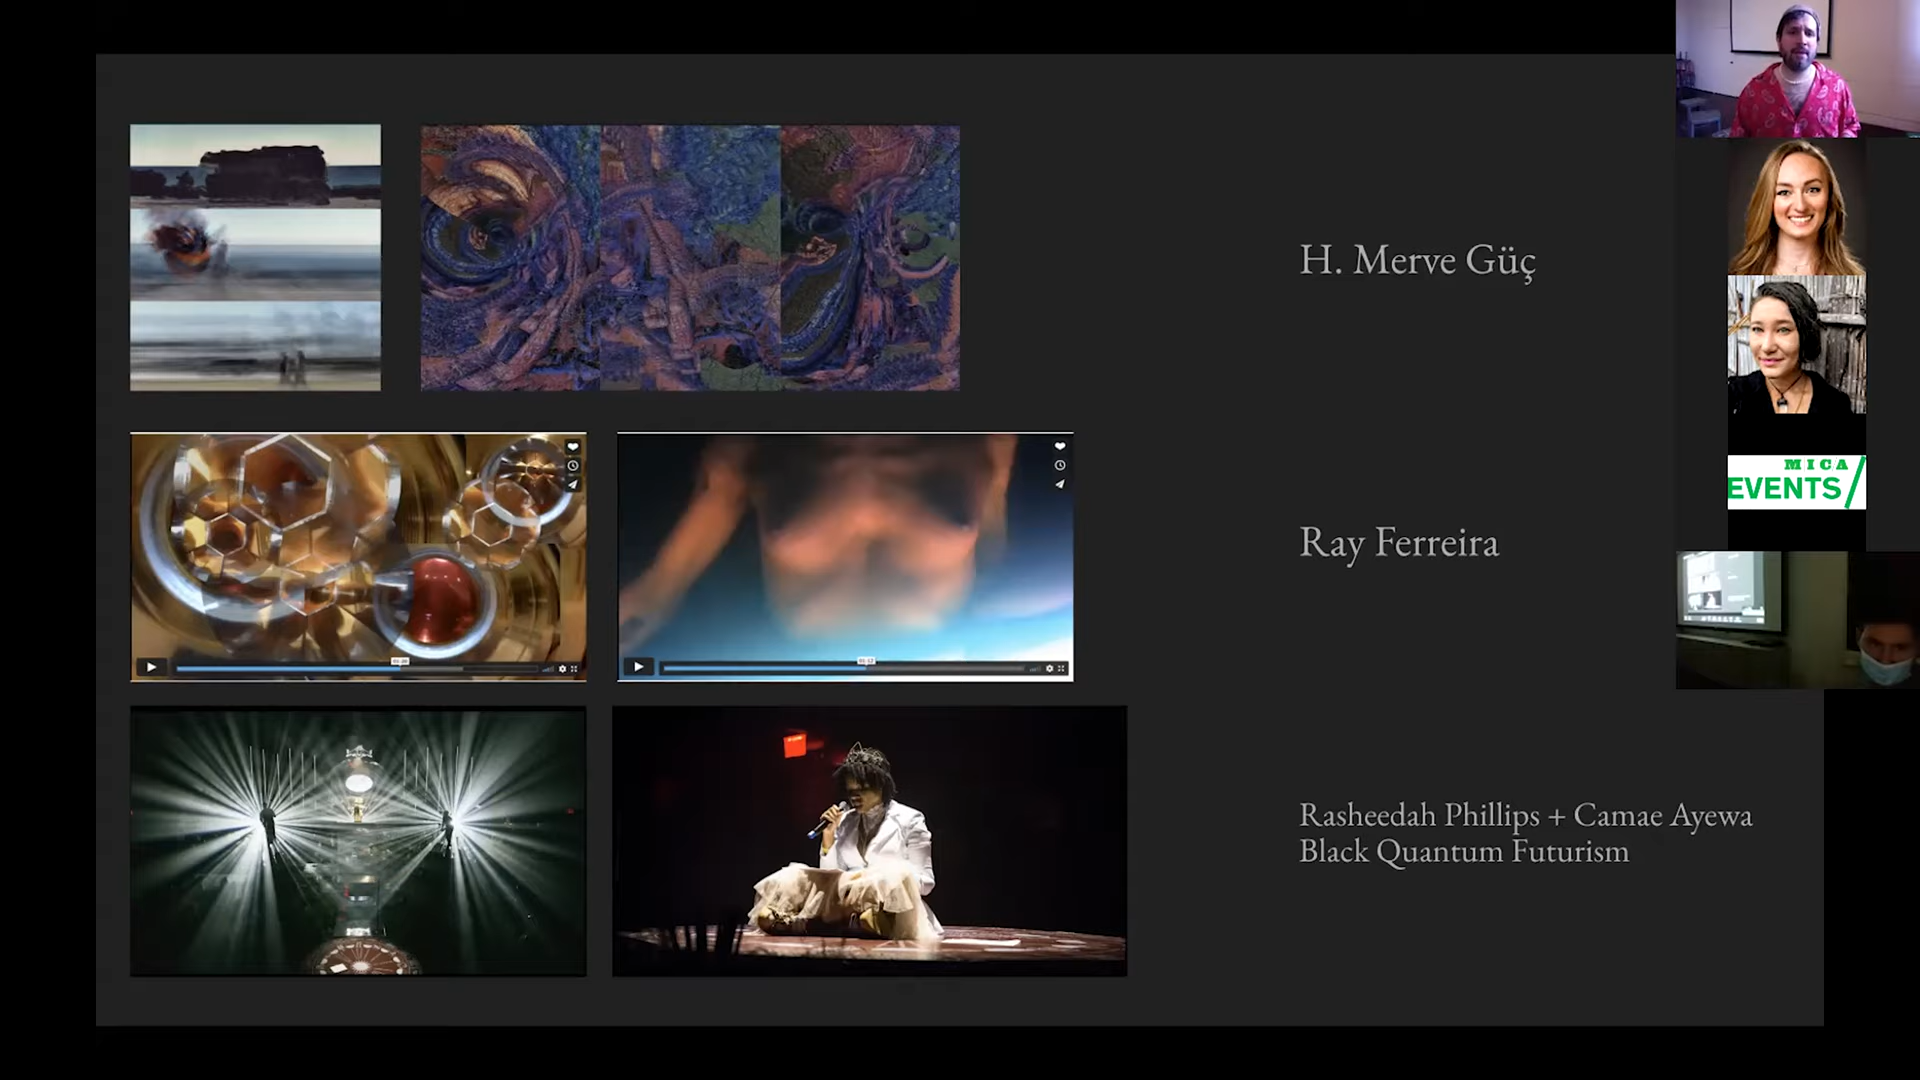 H. Merve Güç
MICA
EVENTS/
Ray Ferreira
Rasheedah Phillips + Camae Ayewa
Black Quantum Futurism